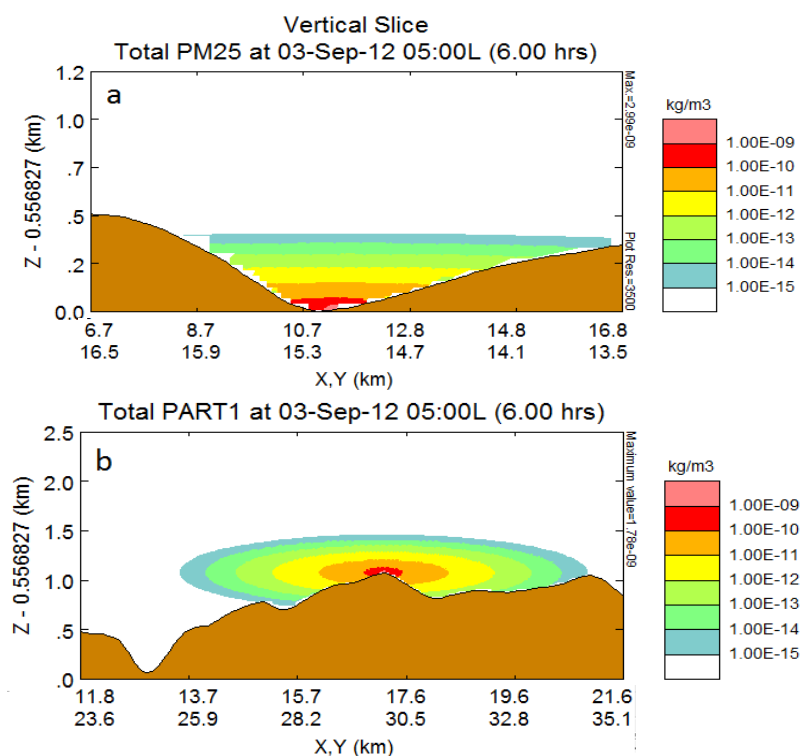 Vertical Slice
Total PM25 at 03-Sep-12 05:00L (6.00 hrs)
a
Z - 0.556827 (km)
1.2
1.0
.7
.5
.2
0.0
6.7 8.7 10.7 12.8 14.8 16.8
16.5 15.9 15.3 14.7 14.1 13.5
X,Y (km)
Max.=2.99e-09
Plot Res=35000
kg/m3
1.00E-09
1.00E-10
1.00E-11
1.00E-12
1.00E-13
1.00E-14
1.00E-15
Total PART1 at 03-Sep-12 05:00L (6.00 hrs)
b
Z - 0.556827 (km)
2.5
2.0
1.5
1.0
.5
.0
11.8 13.7 15.7 17.6 19.6 21.6
23.6 25.9 28.2 30.5 32.8 35.1
X,Y (km)
Maximum value=1.78e-09
kg/m3
1.00E-09
1.00E-10
1.00E-11
1.00E-12
1.00E-13
1.00E-14
1.00E-15